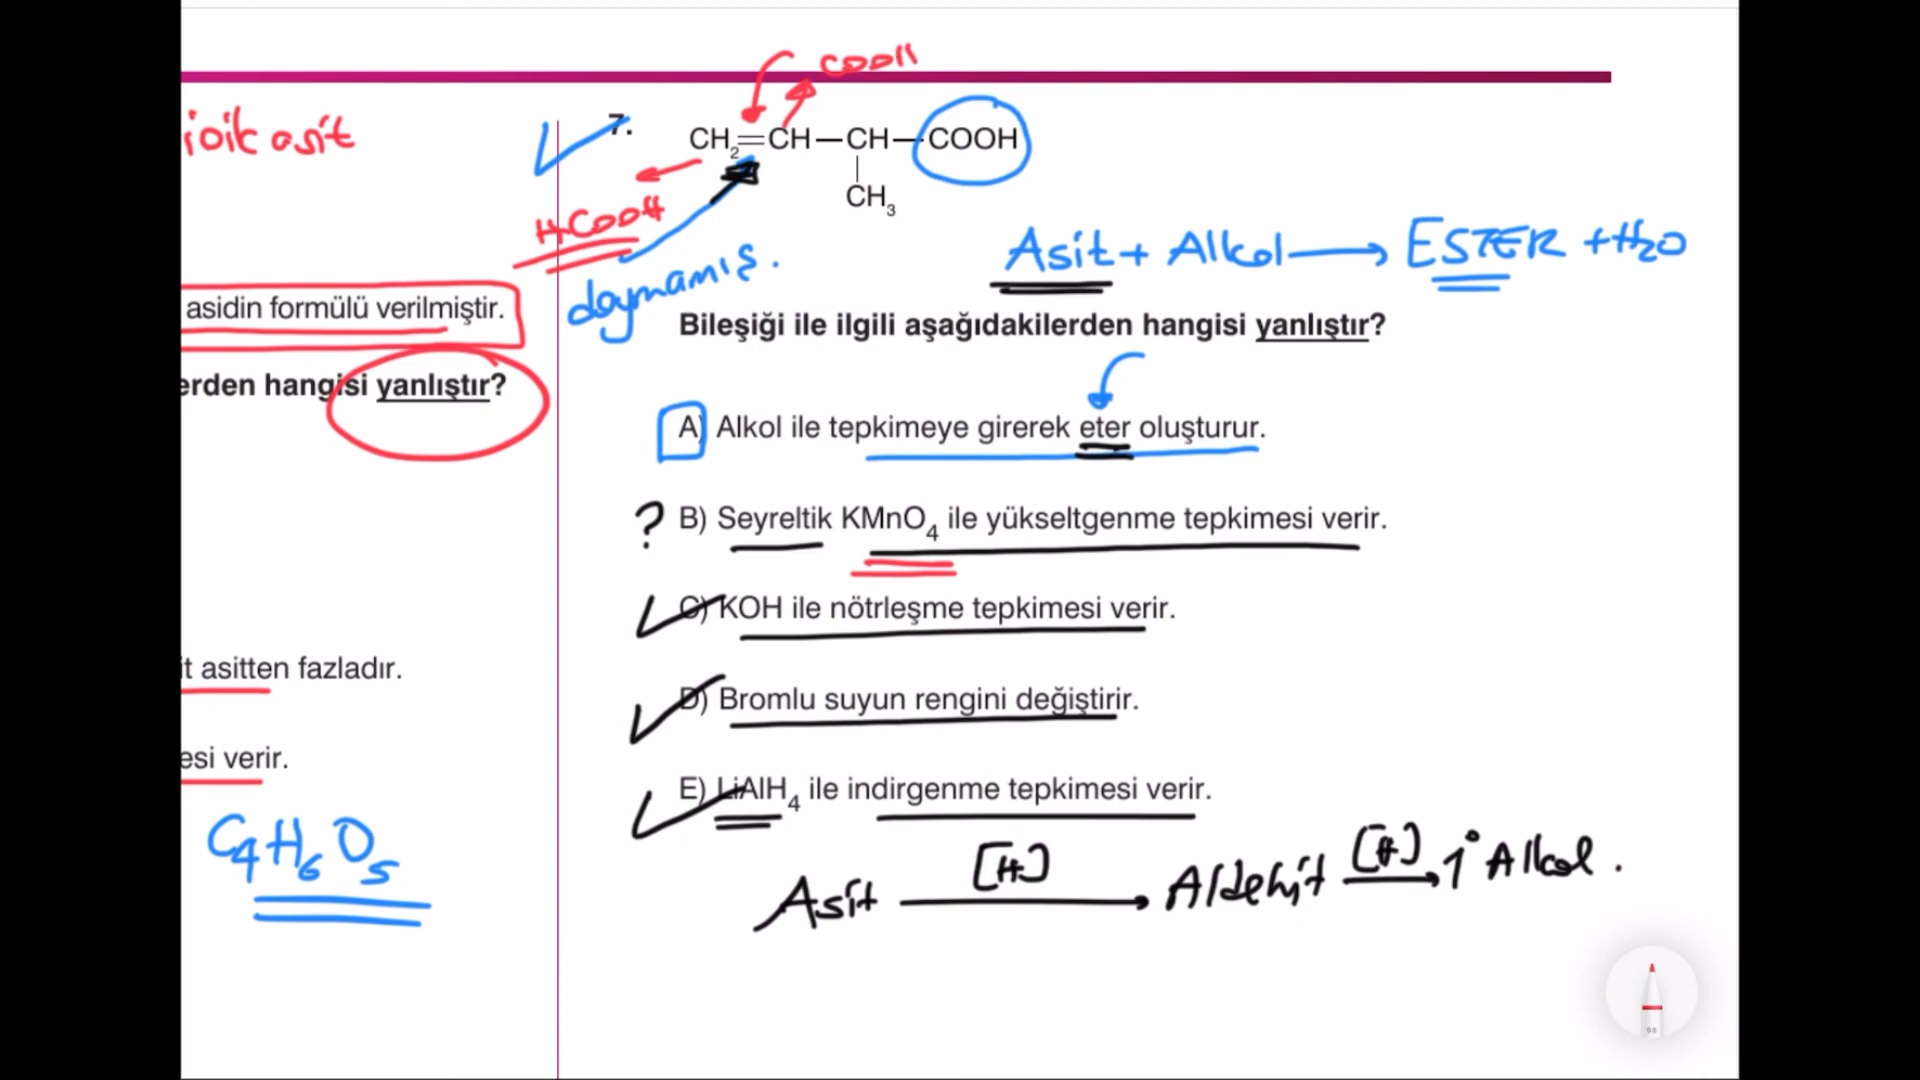 ioik asit
asidin formülü verilmiştir.
erden hangisi yanlıştır?
it asitten fazladır.
esi verir.
C4H6O5
COOH
7.
CH2=CH—CH—COOH
CH3
HCOOH
doymamış.
Asit + Alkol → ESTER + H2O
Bileşiği ile ilgili aşağıdakilerden hangisi yanlıştır?
A) Alkol ile tepkimeye girerek eter oluşturur.
? B) Seyreltik KMnO4 ile yükseltgenme tepkimesi verir.
C) KOH ile nötrleşme tepkimesi verir.
D) Bromlu suyun rengini değiştirir.
E) LiAlH4 ile indirgenme tepkimesi verir.
[H] [H]
Asit → Aldehit → 1° Alkol.
98